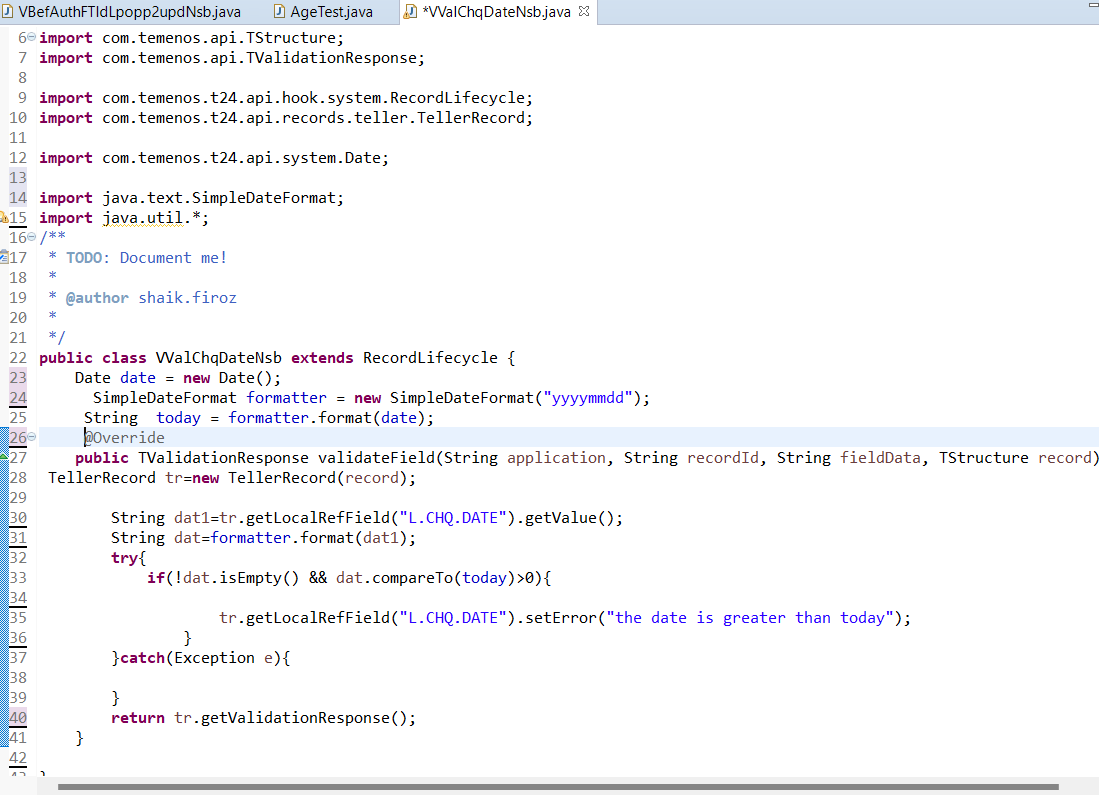 VBefAuthFTIdLpopp2updNsb.java AgeTest.java *VValChqDateNsb.java
6 import com.temenos.api.TStructure;
7 import com.temenos.api.TValidationResponse;
8
9 import com.temenos.t24.api.hook.system.RecordLifecycle;
10 import com.temenos.t24.api.records.teller.TellerRecord;
11
12 import com.temenos.t24.api.system.Date;
13
14 import java.text.SimpleDateFormat;
15 import java.util.*;
16 /**
17 * TODO: Document me!
18 *
19 * @author shaik.firoz
20 *
21 */
22 public class VValChqDateNsb extends RecordLifecycle {
23 Date date = new Date();
24 SimpleDateFormat formatter = new SimpleDateFormat("yyyymmdd");
25 String today = formatter.format(date);
26 @Override
27 public TValidationResponse validateField(String application, String recordId, String fieldData, TStructure record)
28 TellerRecord tr=new TellerRecord(record);
29
30 String dat1=tr.getLocalRefField("L.CHQ.DATE").getValue();
31 String dat=formatter.format(dat1);
32 try{
33 if(!dat.isEmpty() && dat.compareTo(today)>0){
34
35 tr.getLocalRefField("L.CHQ.DATE").setError("the date is greater than today");
36 }
37 }catch(Exception e){
38
39 }
40 return tr.getValidationResponse();
41 }
42